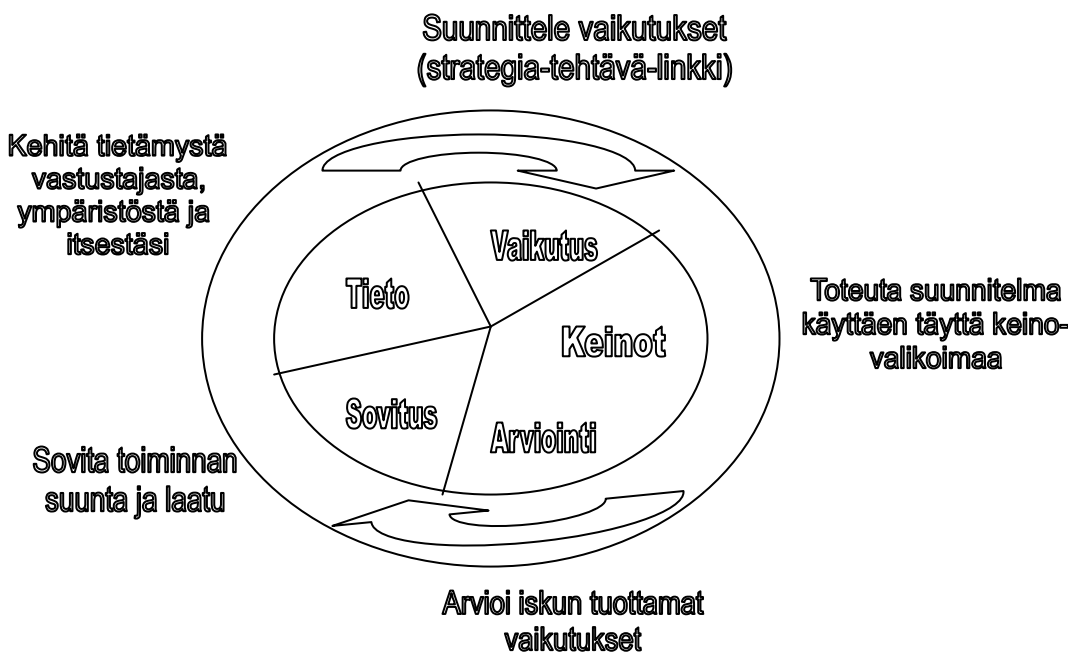 Suunnittele vaikutukset
(strategia-tehtävä-linkki)
Kehitä tietämystä
vastustajasta,
ympäristöstä ja
itsestäsi
Vaikutus
Tieto
Toteuta suunnitelma
käyttäen täyttä keino-
valikoimaa
Keinot
Sovitus
Arviointi
Sovita toiminnan
suunta ja laatu
Arvioi iskun tuottamat
vaikutukset